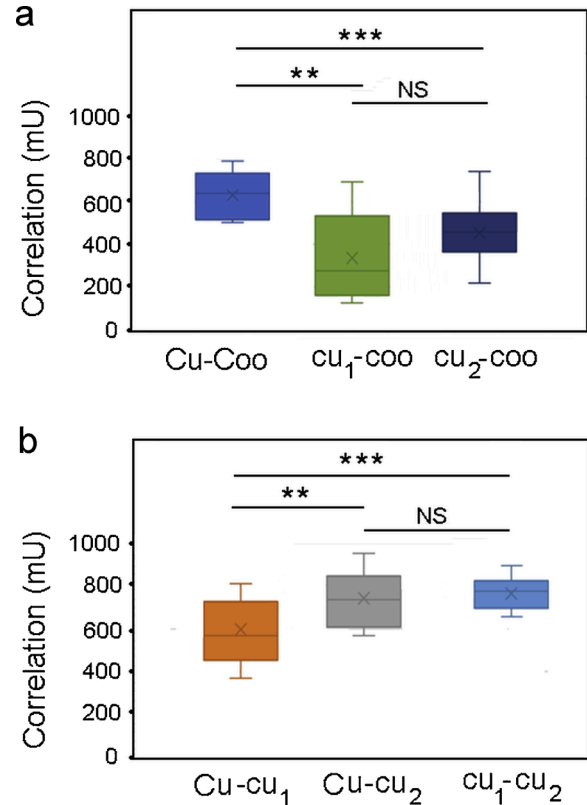 a
***
**
NS
Correlation (mU)
1000
800
600
400
200
0
Cu-Coo
cu₁-coo
cu₂-coo
b
***
**
NS
Correlation (mU)
1000
800
600
400
200
0
Cu-cu₁
Cu-cu₂
cu₁-cu₂